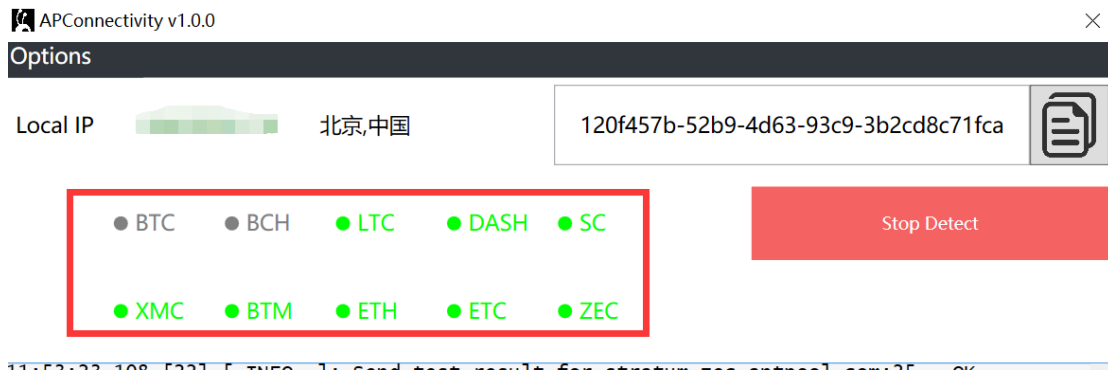 APConnectivity v1.0.0
Options
Local IP 北京,中国 120f457b-52b9-4d63-93c9-3b2cd8c71fca
BTC BCH LTC DASH SC
Stop Detect
XMC BTM ETH ETC ZEC